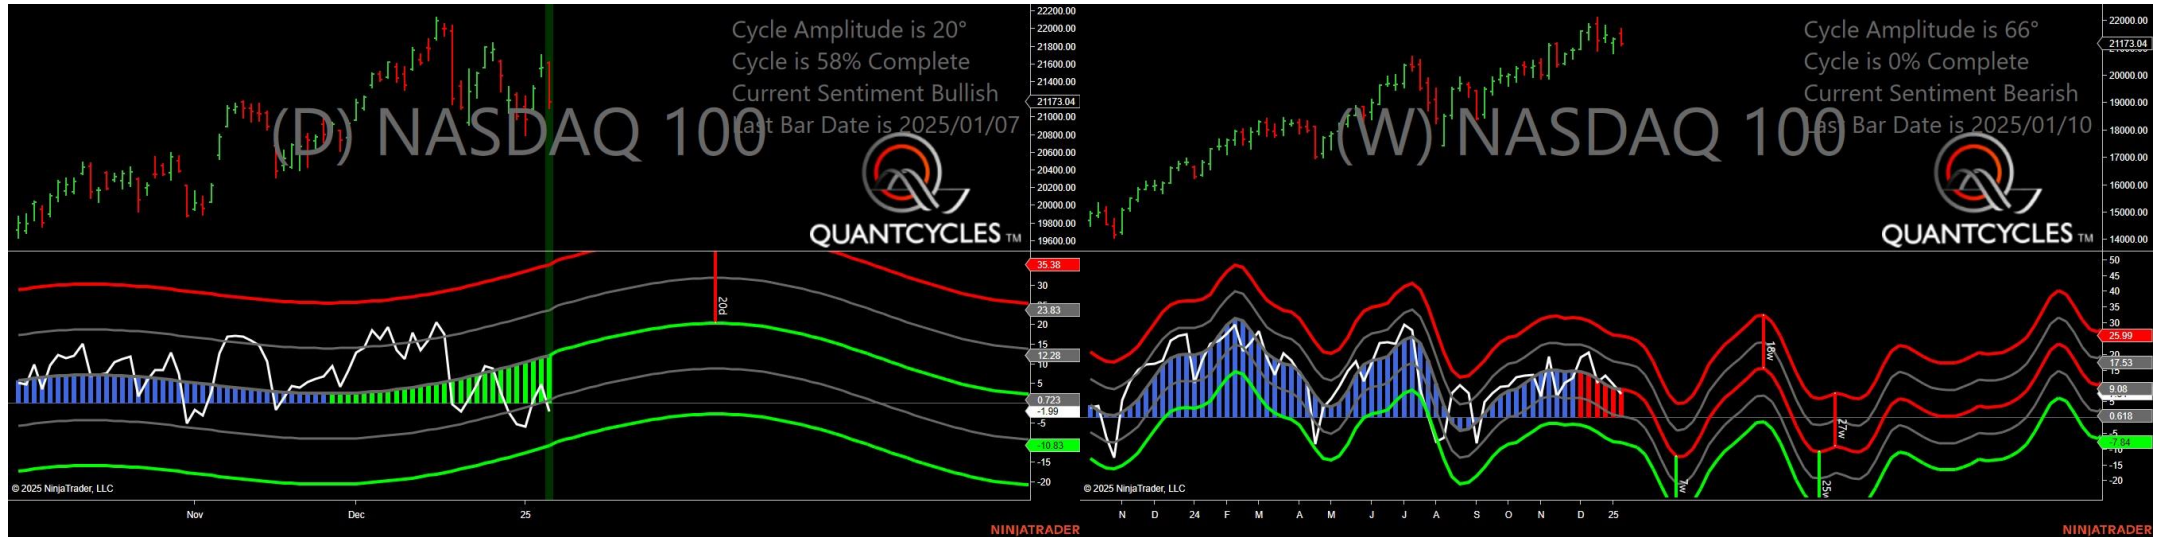 Cycle Amplitude is 20°
Cycle is 58% Complete
Current Sentiment Bullish
Last Bar Date is 2025/01/07
(D) NASDAQ 100
QUANTCYCLES TM
22200.00
22000.00
21800.00
21600.00
21400.00
21173.04
21000.00
20800.00
20600.00
20400.00
20200.00
20000.00
19800.00
19600.00
35.38
30
23.83
20
15
12.28
10
5
0.723
-1.99
-5
-10.83
-15
-20
20d
© 2025 NinjaTrader, LLC
Nov Dec 25
NINJATRADER
Cycle Amplitude is 66°
Cycle is 0% Complete
Current Sentiment Bearish
Last Bar Date is 2025/01/10
(W) NASDAQ 100
QUANTCYCLES TM
22000.00
21173.04
20000.00
19000.00
18000.00
17000.00
16000.00
15000.00
14000.00
50
45
40
35
30
25.99
20
17.53
15
9.08
5
0.618
-5
-7.84
-10
-15
-20
7w
18w
25w
27w
© 2025 NinjaTrader, LLC
N D 24 F M A M J J A S O N D 25
NINJATRADER